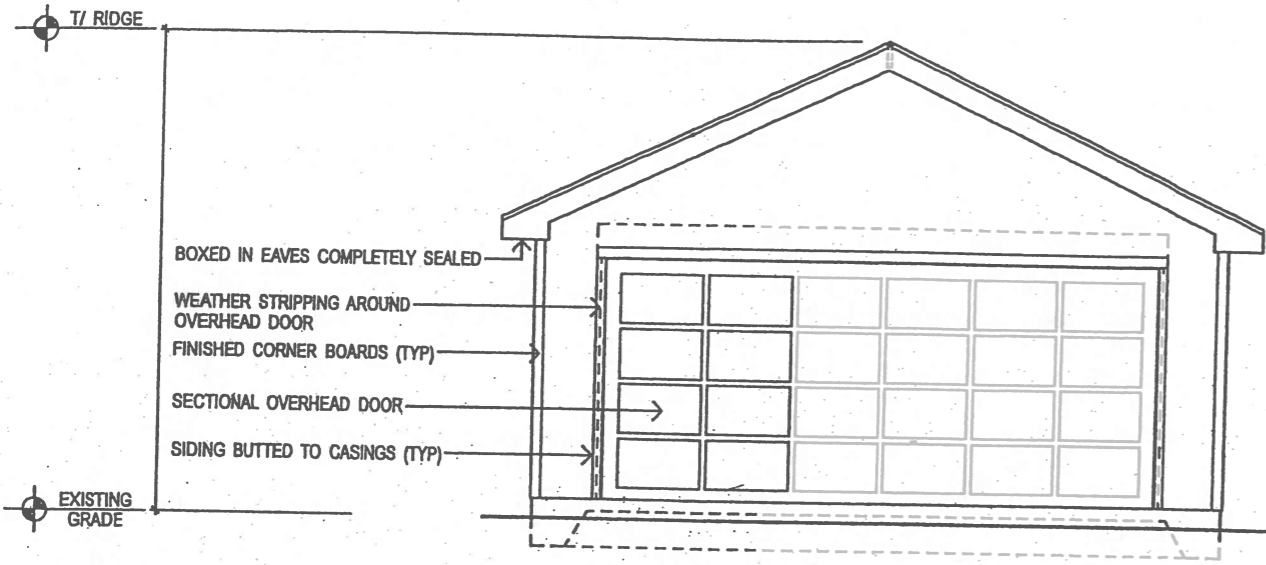 T/ RIDGE
BOXED IN EAVES COMPLETELY SEALED
WEATHER STRIPPING AROUND
OVERHEAD DOOR
FINISHED CORNER BOARDS (TYP)
SECTIONAL OVERHEAD DOOR
SIDING BUTTED TO CASINGS (TYP)
EXISTING
GRADE